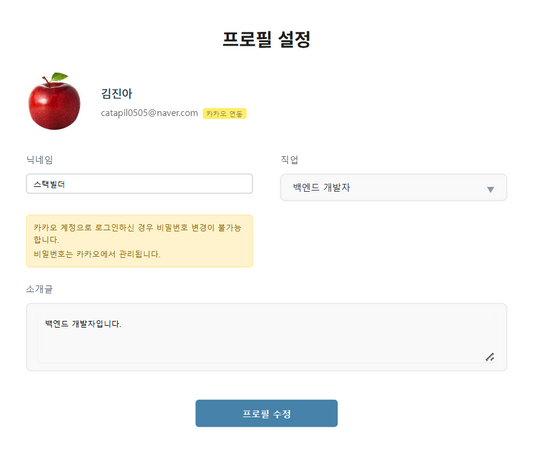 프로필 설정
김진아
catapil0505@naver.com 카카오 연동
닉네임
직업
스택빌더
백엔드 개발자
카카오 계정으로 로그인하신 경우 비밀번호 변경이 불가능
합니다.
비밀번호는 카카오에서 관리됩니다.
소개글
백엔드 개발자입니다.
프로필 수정